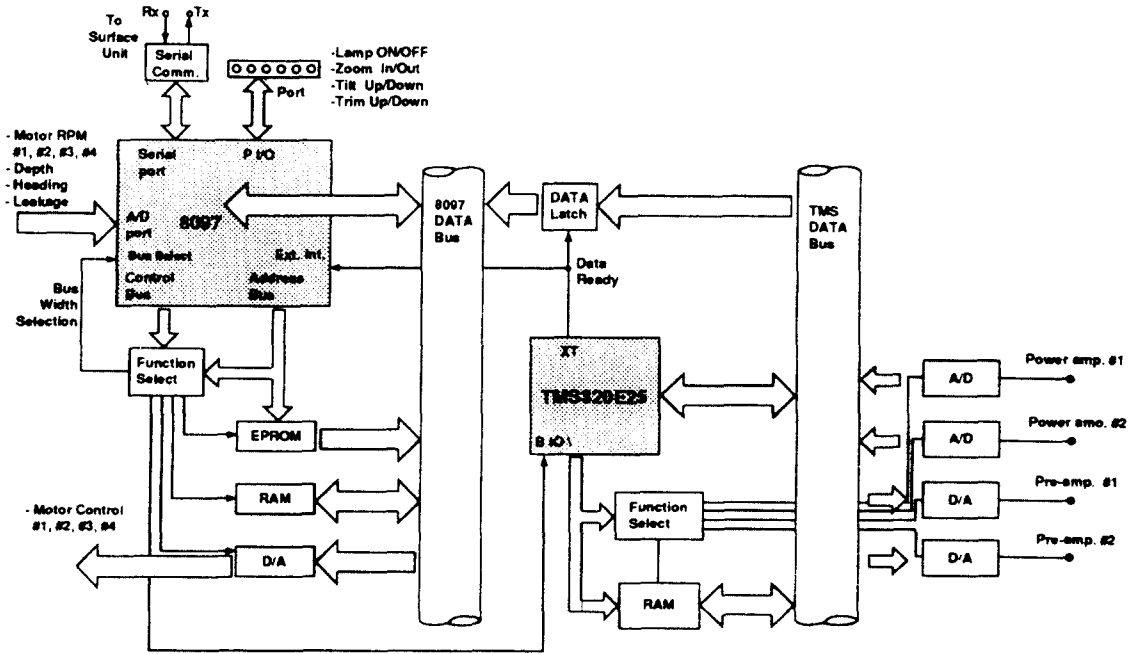 To
Surface
Unit
Rx
Tx
Serial
Comm.
Port
-Lamp ON/OFF
-Zoom In/Out
-Tilt Up/Down
-Trim Up/Down
- Motor RPM
#1, #2, #3, #4
- Depth
- Heading
- Leakage
Serial
port
P I/O
A/D
port
8097
Bus Select
Ext. Int.
Control
Bus
Address
Bus
8097
DATA
Bus
DATA
Latch
TMS
DATA
Bus
Data
Ready
Bus
Width
Selection
Function
Select
EPROM
RAM
D/A
- Motor Control
#1, #2, #3, #4
XT
TMS320E25
B IO \
Function
Select
RAM
A/D
Power amp. #1
A/D
Power amo. #2
D/A
Pre-amp. #1
D/A
Pre-amp. #2